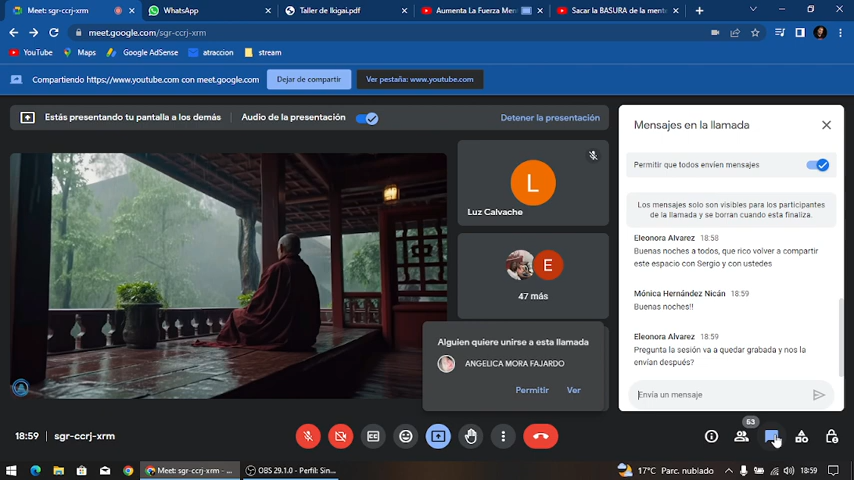 Meet: sgr-ccrj-xrm
WhatsApp
Taller de Ikigai.pdf
Aumenta La Fuerza Men
Sacar la BASURA de la ment
meet.google.com/sgr-ccrj-xrm
YouTube
Maps
Google AdSense
atraccion
stream
Compartiendo https://www.youtube.com con meet.google.com
Dejar de compartir
Ver pestaña: www.youtube.com
Estás presentando tu pantalla a los demás
Audio de la presentación
Detener la presentación
L
Luz Calvache
E
47 más
Alguien quiere unirse a esta llamada
ANGELICA MORA FAJARDO
Permitir
Ver
Mensajes en la llamada
Permitir que todos envíen mensajes
Los mensajes solo son visibles para los participantes
de la llamada y se borran cuando esta finaliza.
Eleonora Alvarez 18:58
Buenas noches a todos, que rico volver a compartir
este espacio con Sergio y con ustedes
Mónica Hernández Nicán 18:59
Buenas noches!!
Eleonora Alvarez 18:59
Pregunta la sesión va a quedar grabada y nos la
envían después?
Envía un mensaje
18:59
sgr-ccrj-xrm
53
Meet: sgr-ccrj-xrm - ...
OBS 29.1.0 - Perfil: Sin...
17°C Parc. nublado
18:59